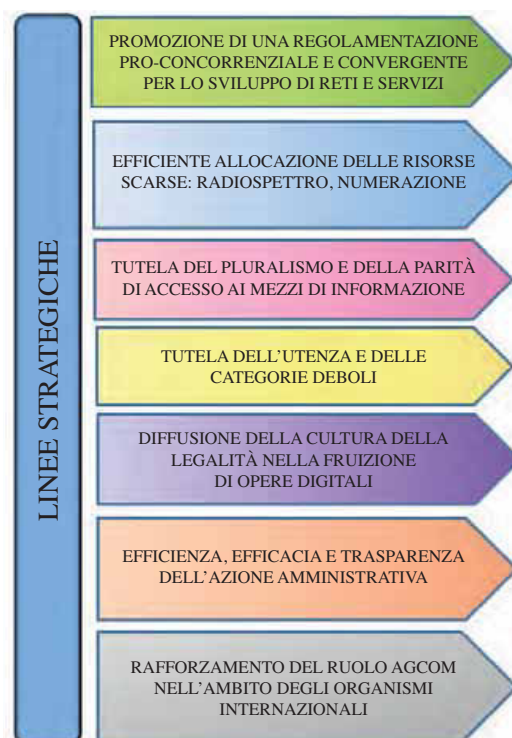 LINEE STRATEGICHE
PROMOZIONE DI UNA REGOLAMENTAZIONE
PRO-CONCORRENZIALE E CONVERGENTE
PER LO SVILUPPO DI RETI E SERVIZI
EFFICIENTE ALLOCAZIONE DELLE RISORSE
SCARSE: RADIOSPETTRO, NUMERAZIONE
TUTELA DEL PLURALISMO E DELLA PARITÀ
DI ACCESSO AI MEZZI DI INFORMAZIONE
TUTELA DELL’UTENZA E DELLE
CATEGORIE DEBOLI
DIFFUSIONE DELLA CULTURA DELLA
LEGALITÀ NELLA FRUIZIONE
DI OPERE DIGITALI
EFFICIENZA, EFFICACIA E TRASPARENZA
DELL’AZIONE AMMINISTRATIVA
RAFFORZAMENTO DEL RUOLO AGCOM
NELL’AMBITO DEGLI ORGANISMI
INTERNAZIONALI